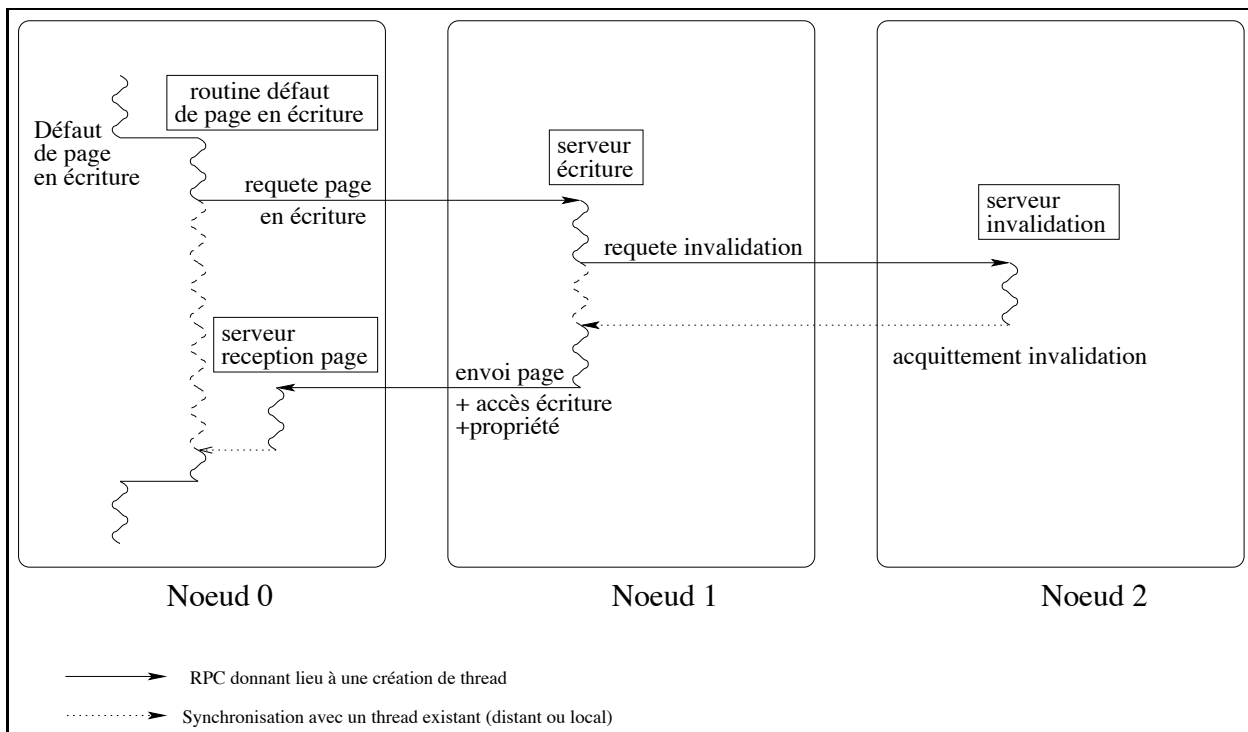 routine défaut
de page en écriture
Défaut
de page
en écriture
requete page
en écriture
serveur
écriture
requete invalidation
serveur
invalidation
acquittement invalidation
serveur
reception page
envoi page
+ accès écriture
+propriété
Noeud 0
Noeud 1
Noeud 2
RPC donnant lieu à une création de thread
Synchronisation avec un thread existant (distant ou local)